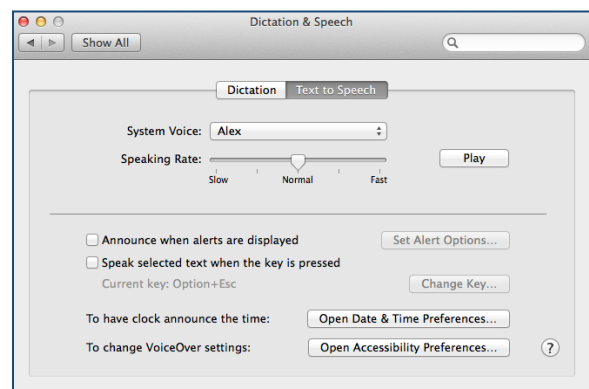 Dictation & Speech
Show All
Dictation Text to Speech
System Voice: Alex
Speaking Rate: Play
Slow Normal Fast
Announce when alerts are displayed Set Alert Options...
Speak selected text when the key is pressed
Current key: Option+Esc Change Key...
To have clock announce the time: Open Date & Time Preferences...
To change VoiceOver settings: Open Accessibility Preferences... ?